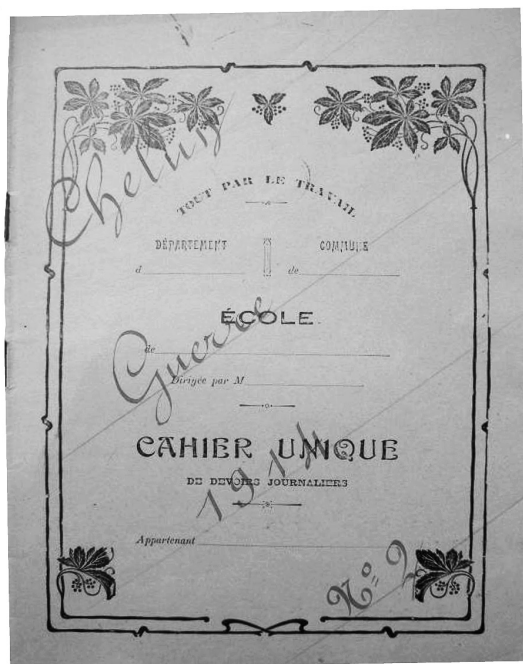 TOUT PAR LE TRAVAIL
DÉPARTEMENT
COMMUNE
d
de
ÉCOLE
de
Dirigée par M
CAHIER UNIQUE
DE DEVOIRS JOURNALIERS
Appartenant
Chelun
Guerre
1914
N° 2